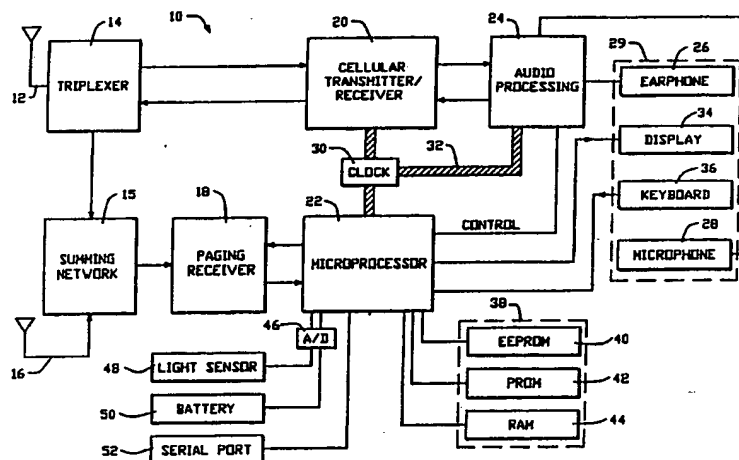 14
10
20
24
29
26
TRIPLEXER
CELLULAR
TRANSMITTER/
RECEIVER
AUDIO
PROCESSING
EARPHONE
12
34
DISPLAY
30
32
CLOCK
36
KEYBOARD
15
18
22
28
SUMMING
NETWORK
PAGING
RECEIVER
MICROPROCESSOR
CONTROL
MICROPHONE
16
46
A/D
38
48
LIGHT SENSOR
EEPROM
40
50
BATTERY
PROM
42
52
SERIAL PORT
RAM
44